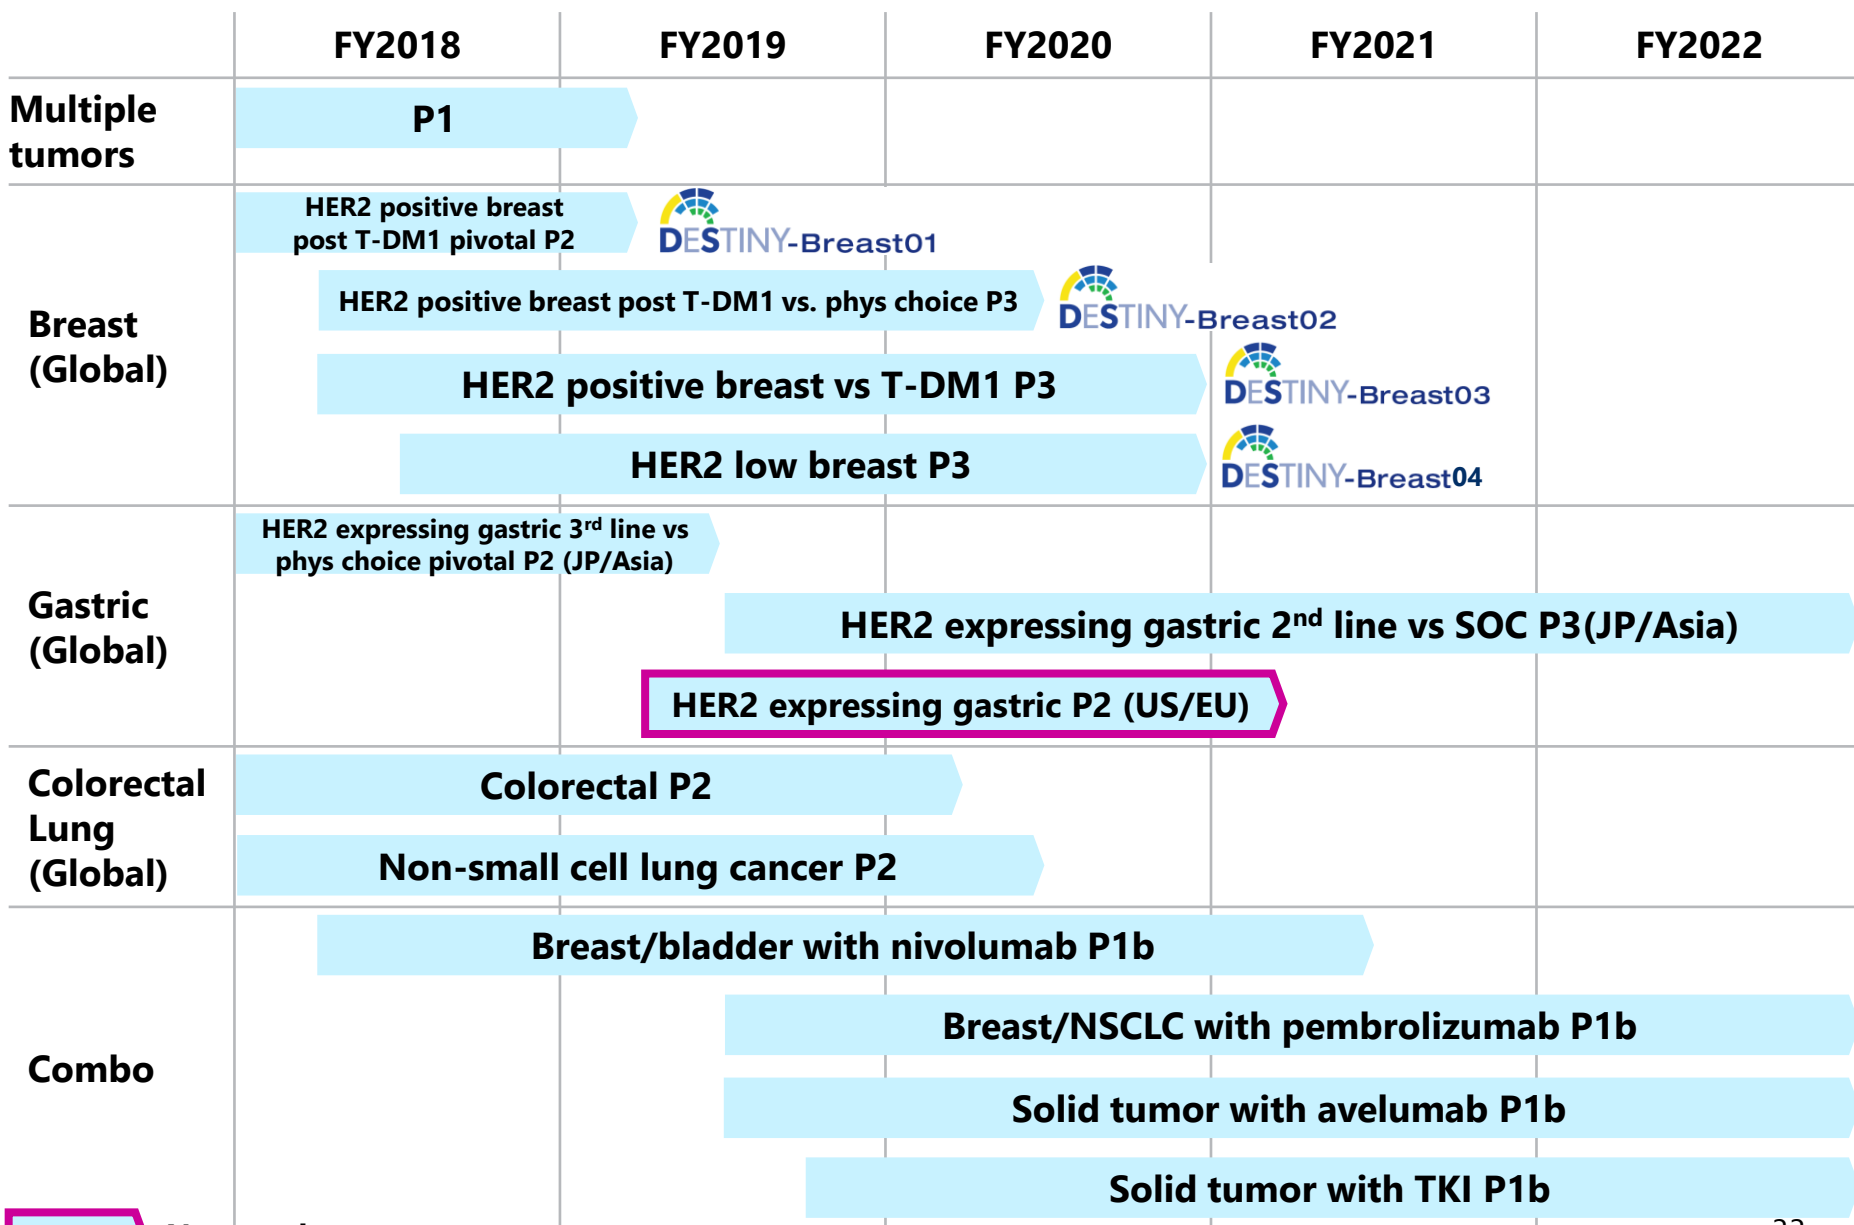 FY2018 FY2019 FY2020 FY2021 FY2022
Multiple
tumors
P1
Breast
(Global)
HER2 positive breast
post T-DM1 pivotal P2
DESTINY-Breast01
HER2 positive breast post T-DM1 vs. phys choice P3
DESTINY-Breast02
HER2 positive breast vs T-DM1 P3
DESTINY-Breast03
HER2 low breast P3
DESTINY-Breast04
Gastric
(Global)
HER2 expressing gastric 3rd line vs
phys choice pivotal P2 (JP/Asia)
HER2 expressing gastric 2nd line vs SOC P3(JP/Asia)
HER2 expressing gastric P2 (US/EU)
Colorectal
Lung
(Global)
Colorectal P2
Non-small cell lung cancer P2
Combo
Breast/bladder with nivolumab P1b
Breast/NSCLC with pembrolizumab P1b
Solid tumor with avelumab P1b
Solid tumor with TKI P1b